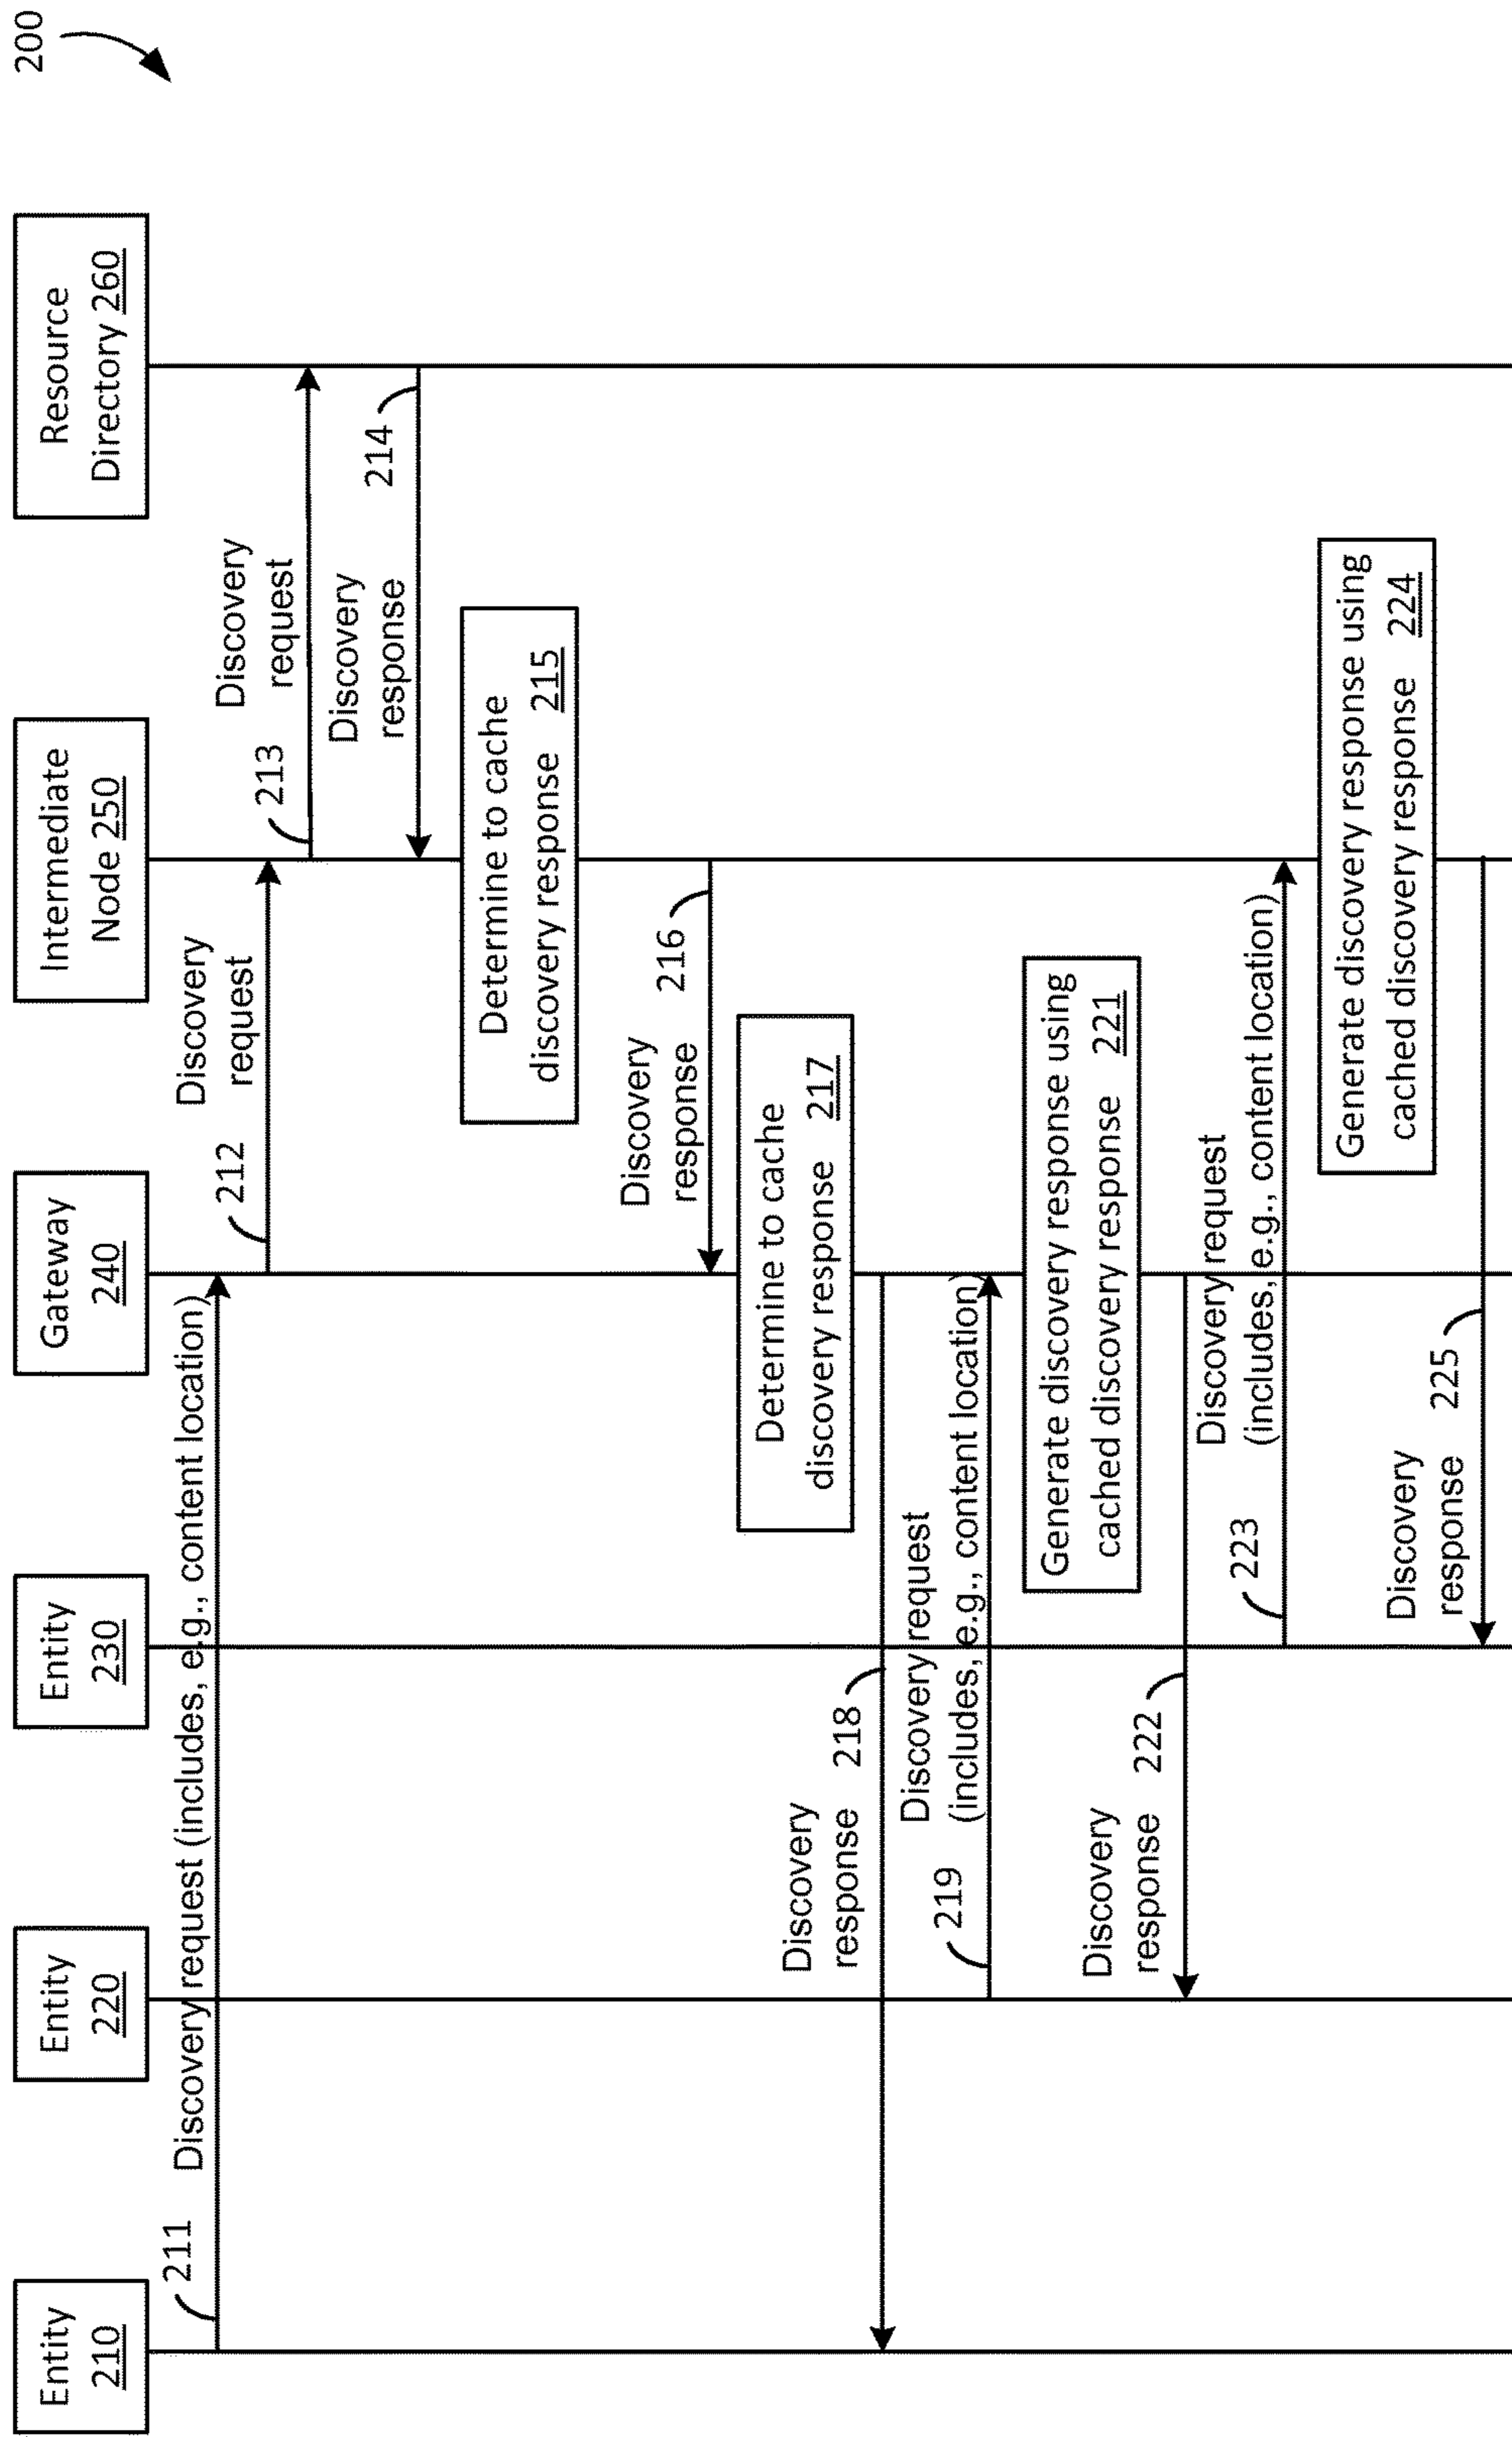 200
Entity
210
Entity
220
Entity
230
Gateway
240
Intermediate
Node 250
Resource
Directory 260
211
Discovery request (includes, e.g., content location)
212
Discovery
request
213
Discovery
request
Discovery
response
214
Determine to cache
discovery response 215
Discovery
response
216
Determine to cache
discovery response 217
Discovery
response 218
219
Discovery request
(includes, e.g., content location)
Generate discovery response using
cached discovery response 221
Discovery
response 222
223
Discovery request
(includes, e.g., content location)
Generate discovery response using
cached discovery response 224
Discovery
response 225